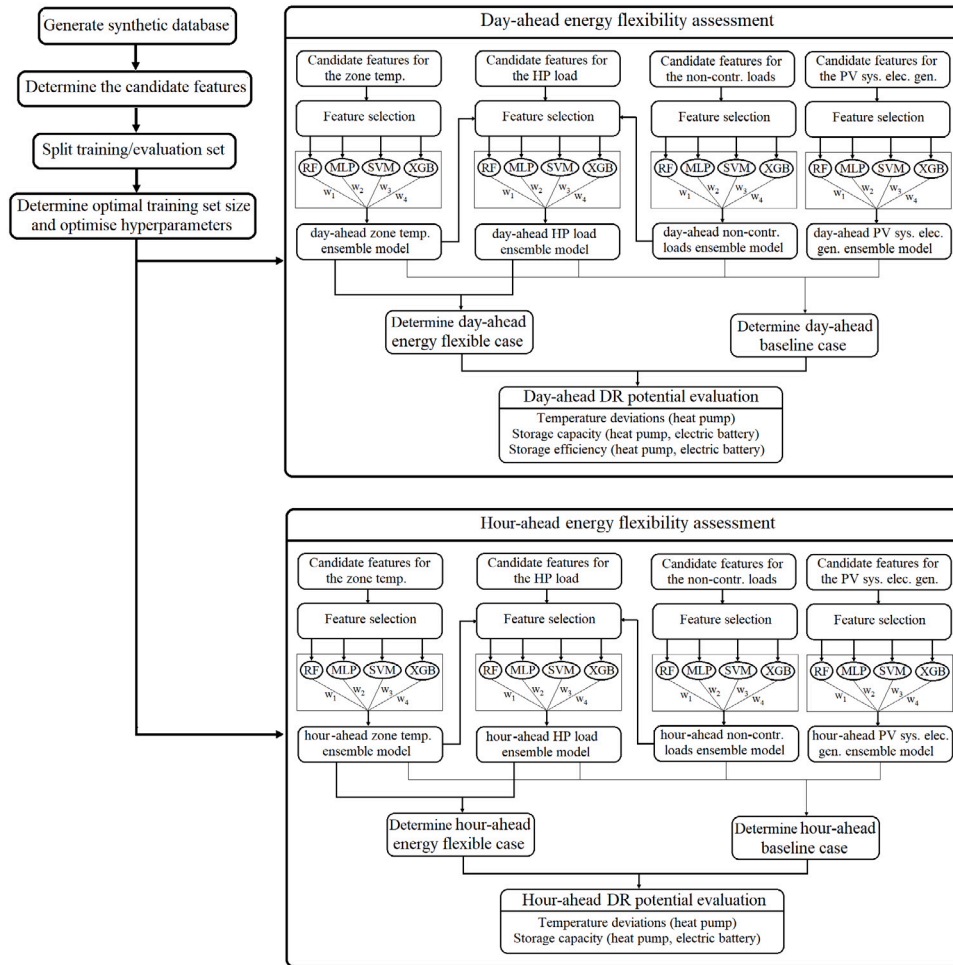 Generate synthetic database
Determine the candidate features
Split training/evaluation set
Determine optimal training set size
and optimise hyperparameters
Day-ahead energy flexibility assessment
Candidate features for
the zone temp.
Candidate features for
the HP load
Candidate features for
the non-contr. loads
Candidate features for
the PV sys. elec. gen.
Feature selection
Feature selection
Feature selection
Feature selection
RF MLP SVM XGB
w1 w2 w3 w4
RF MLP SVM XGB
w1 w2 w3 w4
RF MLP SVM XGB
w1 w2 w3 w4
RF MLP SVM XGB
w1 w2 w3 w4
day-ahead zone temp.
ensemble model
day-ahead HP load
ensemble model
day-ahead non-contr.
loads ensemble model
day-ahead PV sys. elec.
gen. ensemble model
Determine day-ahead
energy flexible case
Determine day-ahead
baseline case
Day-ahead DR potential evaluation
Temperature deviations (heat pump)
Storage capacity (heat pump, electric battery)
Storage efficiency (heat pump, electric battery)
Hour-ahead energy flexibility assessment
Candidate features for
the zone temp.
Candidate features for
the HP load
Candidate features for
the non-contr. loads
Candidate features for
the PV sys. elec. gen.
Feature selection
Feature selection
Feature selection
Feature selection
RF MLP SVM XGB
w1 w2 w3 w4
RF MLP SVM XGB
w1 w2 w3 w4
RF MLP SVM XGB
w1 w2 w3 w4
RF MLP SVM XGB
w1 w2 w3 w4
hour-ahead zone temp.
ensemble model
hour-ahead HP load
ensemble model
hour-ahead non-contr.
loads ensemble model
hour-ahead PV sys. elec.
gen. ensemble model
Determine hour-ahead
energy flexible case
Determine hour-ahead
baseline case
Hour-ahead DR potential evaluation
Temperature deviations (heat pump)
Storage capacity (heat pump, electric battery)